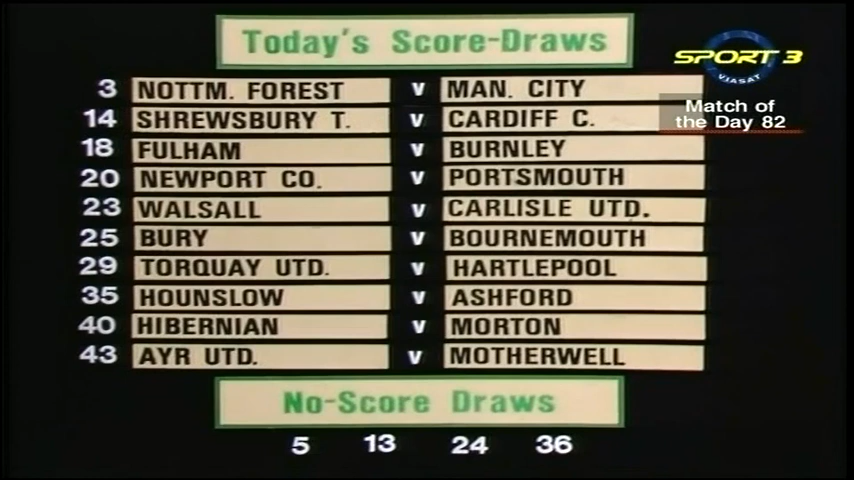 Today's Score-Draws
SPORT 3
VIASAT
Match of
the Day 82
3 NOTTM. FOREST v MAN. CITY
14 SHREWSBURY T. v CARDIFF C.
18 FULHAM v BURNLEY
20 NEWPORT CO. v PORTSMOUTH
23 WALSALL v CARLISLE UTD.
25 BURY v BOURNEMOUTH
29 TORQUAY UTD. v HARTLEPOOL
35 HOUNSLOW v ASHFORD
40 HIBERNIAN v MORTON
43 AYR UTD. v MOTHERWELL
No-Score Draws
5 13 24 36